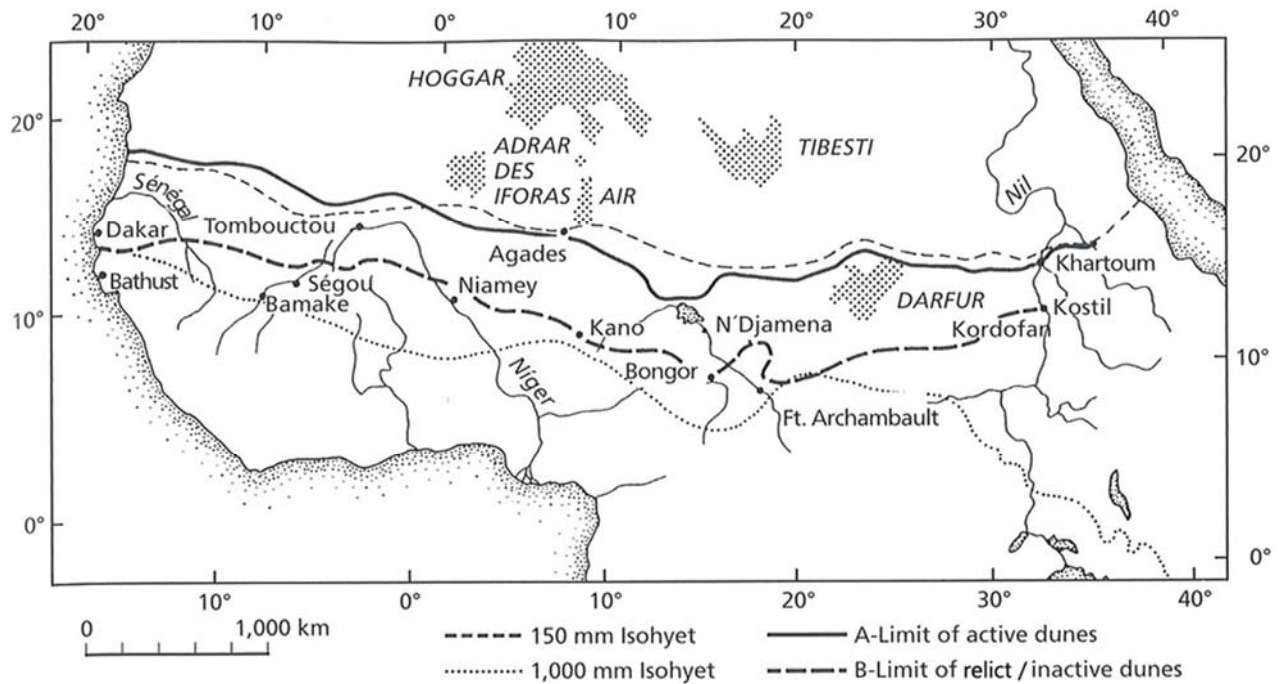 20° 10° 0° 10° 20° 30° 40°
HOGGAR
20°
ADRAR
DES
IFORAS
AIR
TIBESTI
20°
Nil
Sénégal
Tombouctou
Dakar
Agades
Khartoum
Bathust
Ségou
Niamey
DARFUR
Bamake
Kostil
10°
Kano
N'Djamena
Kordofan
Bongor
10°
Niger
Ft. Archambault
0°
0°
10° 0° 10° 20° 30° 40°
0 1,000 km
150 mm Isohyet
A-Limit of active dunes
1,000 mm Isohyet
B-Limit of relict / inactive dunes